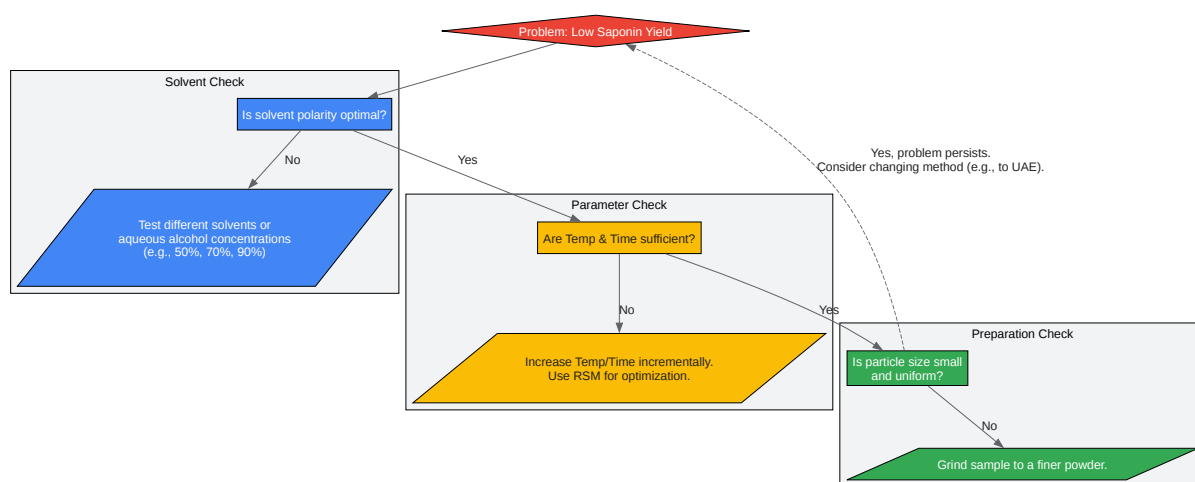 Problem: Low Saponin Yield
Solvent Check
Is solvent polarity optimal?
No
Yes
Test different solvents or
aqueous alcohol concentrations
(e.g., 50%, 70%, 90%)
Yes, problem persists.
Consider changing method (e.g., to UAE).
Parameter Check
Are Temp & Time sufficient?
No
Yes
Increase Temp/Time incrementally.
Use RSM for optimization.
Preparation Check
Is particle size small
and uniform?
No
Grind sample to a finer powder.